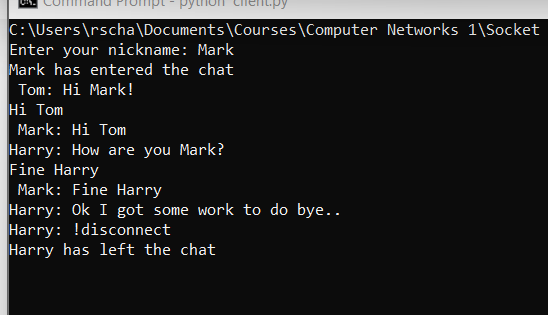 Command Prompt - python client.py
C:\Users\rscha\Documents\Courses\Computer Networks 1\Socket
Enter your nickname: Mark
Mark has entered the chat
 Tom: Hi Mark!
Hi Tom
 Mark: Hi Tom
Harry: How are you Mark?
Fine Harry
 Mark: Fine Harry
Harry: Ok I got some work to do bye..
Harry: !disconnect
Harry has left the chat